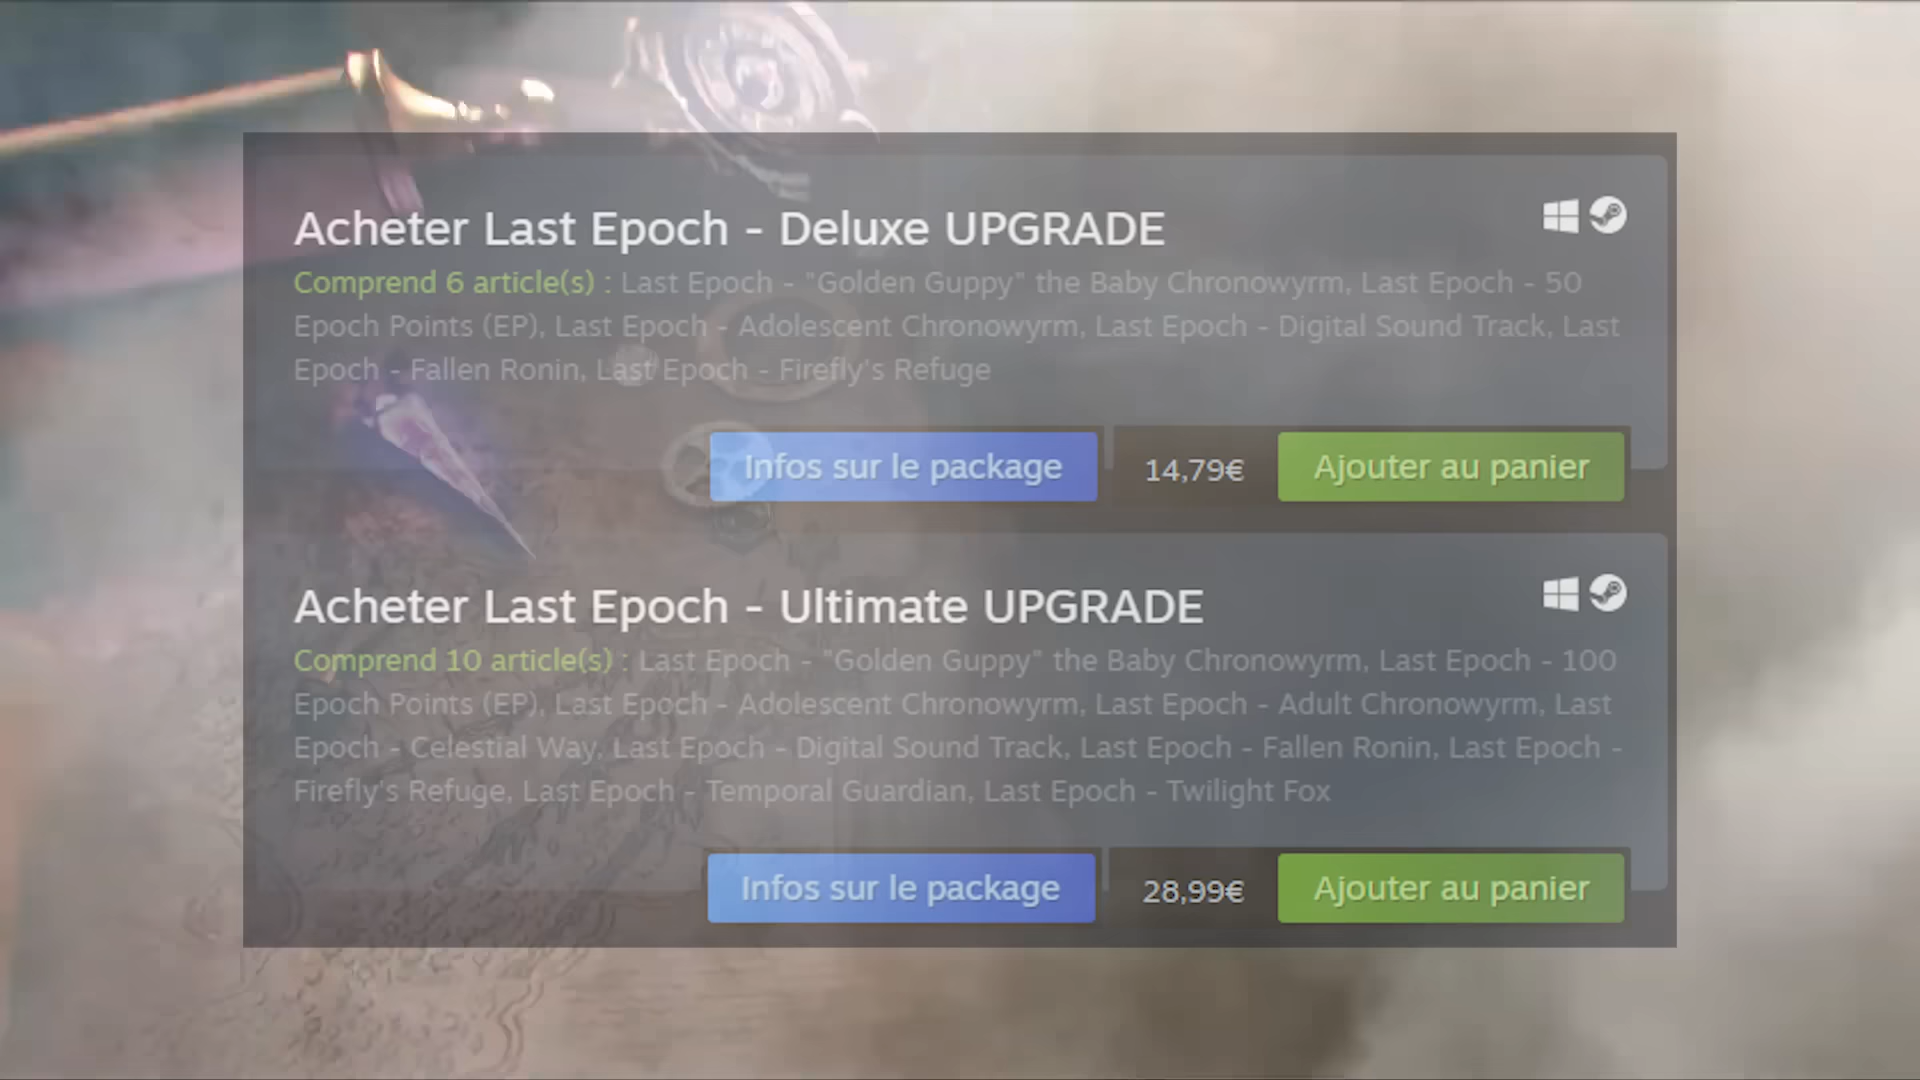 Acheter Last Epoch - Deluxe UPGRADE
Comprend 6 article(s) : Last Epoch - "Golden Guppy" the Baby Chronowyrm, Last Epoch - 50
Epoch Points (EP), Last Epoch - Adolescent Chronowyrm, Last Epoch - Digital Sound Track, Last
Epoch - Fallen Ronin, Last Epoch - Firefly's Refuge
Infos sur le package 14,79€ Ajouter au panier
Acheter Last Epoch - Ultimate UPGRADE
Comprend 10 article(s) : Last Epoch - "Golden Guppy" the Baby Chronowyrm, Last Epoch - 100
Epoch Points (EP), Last Epoch - Adolescent Chronowyrm, Last Epoch - Adult Chronowyrm, Last
Epoch - Celestial Way, Last Epoch - Digital Sound Track, Last Epoch - Fallen Ronin, Last Epoch -
Firefly's Refuge, Last Epoch - Temporal Guardian, Last Epoch - Twilight Fox
Infos sur le package 28,99€ Ajouter au panier